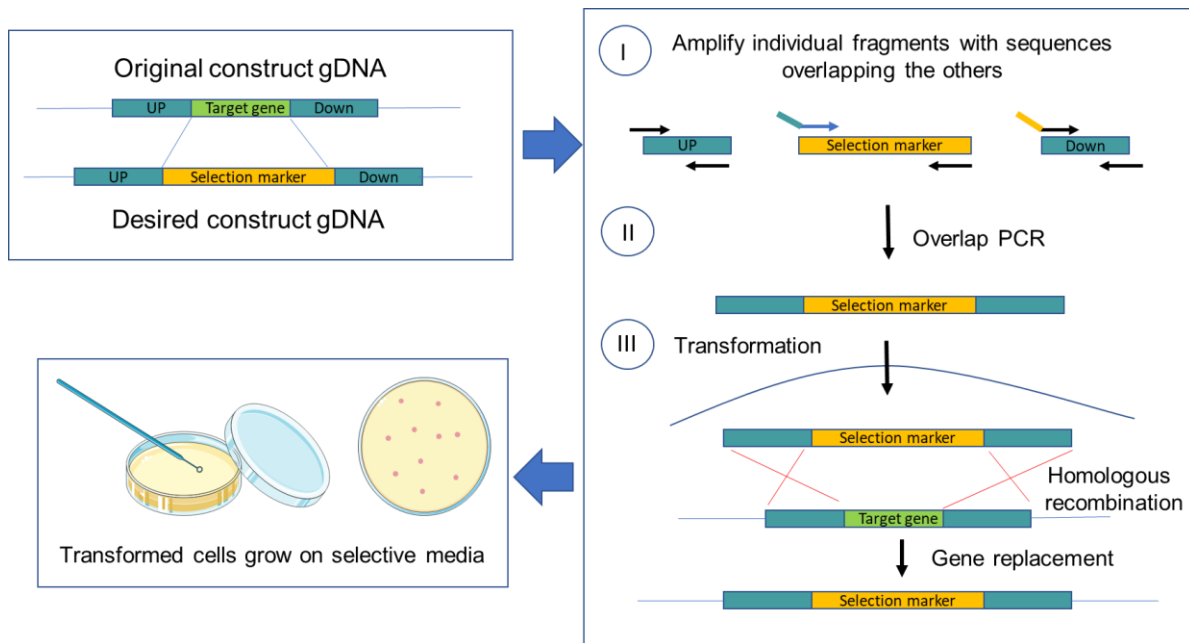 Original construct gDNA
UP Target gene Down
UP Selection marker Down
Desired construct gDNA
I
Amplify individual fragments with sequences
overlapping the others
UP Selection marker Down
II
Overlap PCR
Selection marker
III
Transformation
Selection marker
Homologous
recombination
Target gene
Gene replacement
Selection marker
Transformed cells grow on selective media